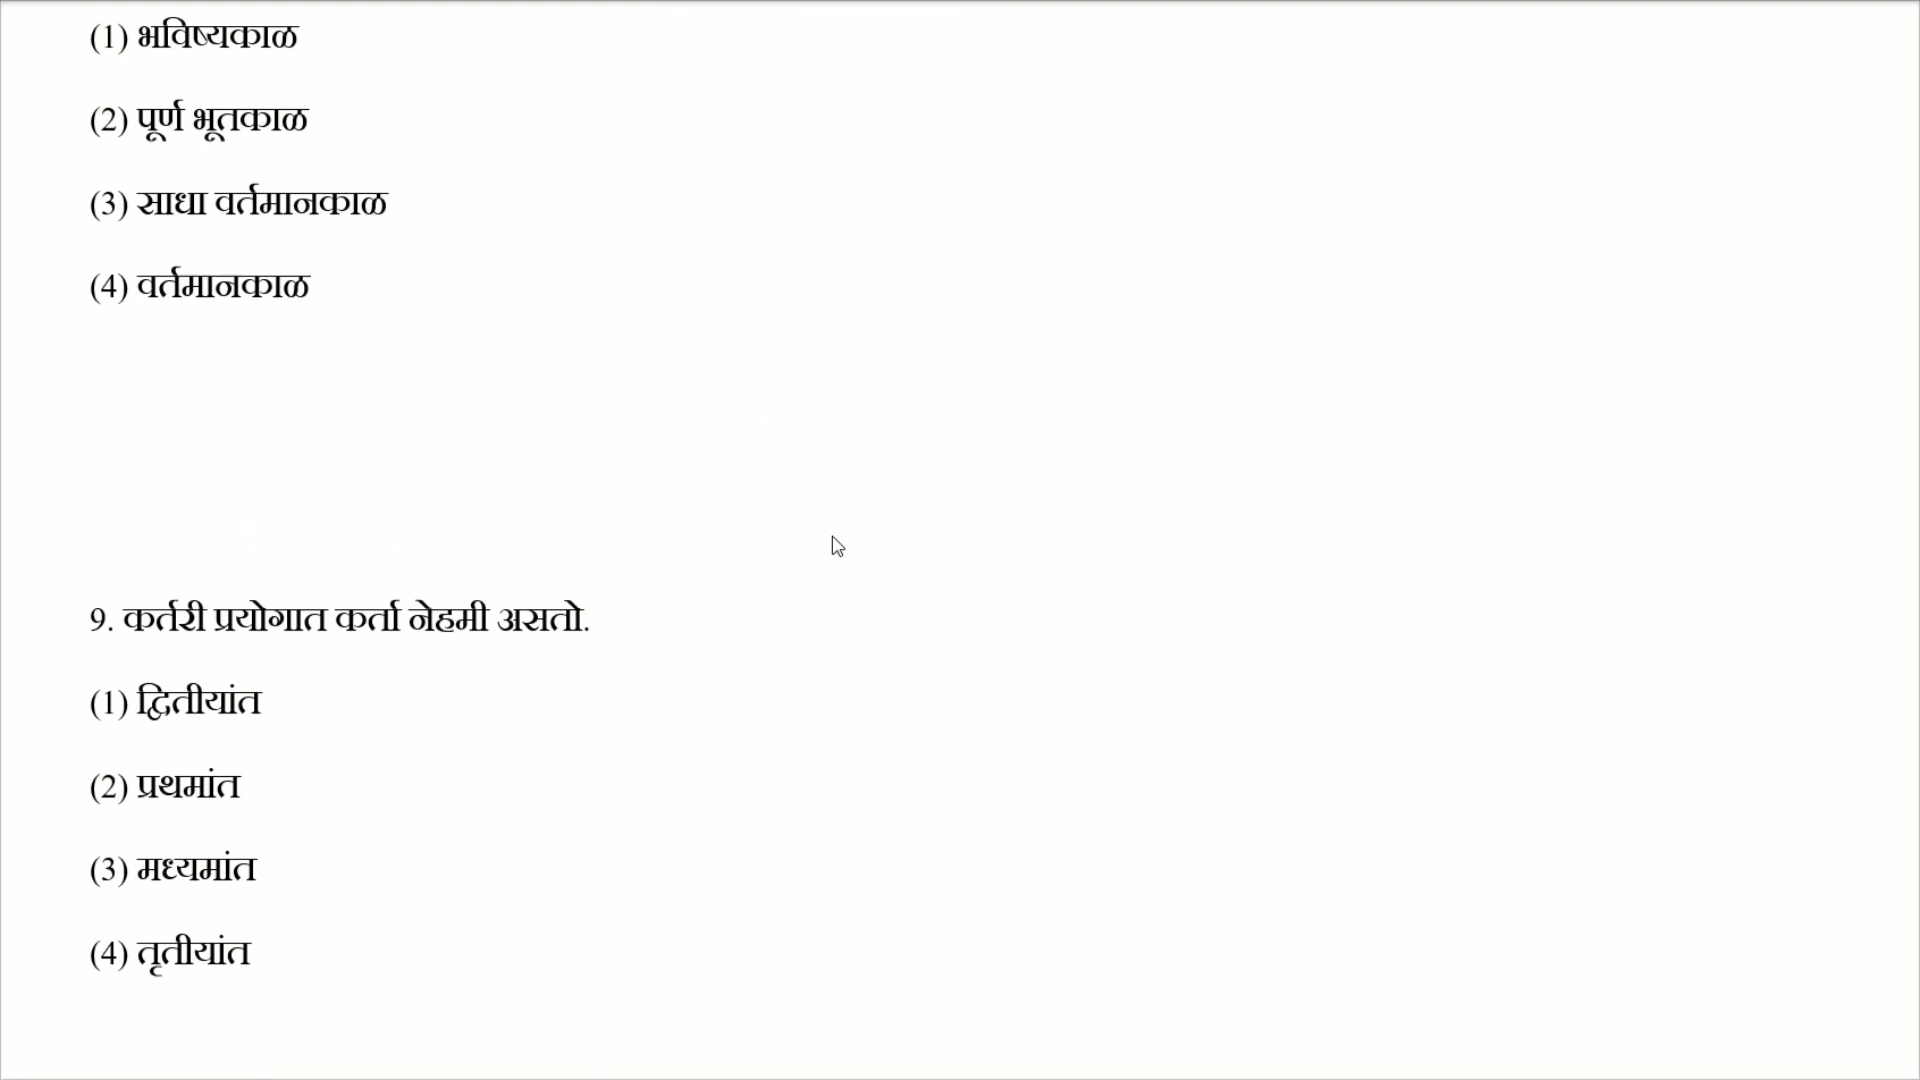 (1) भविष्यकाळ
(2) पूर्ण भूतकाळ
(3) साधा वर्तमानकाळ
(4) वर्तमानकाळ
9. कर्तरी प्रयोगात कर्ता नेहमी असतो.
(1) द्वितीयांत
(2) प्रथमांत
(3) मध्यमांत
(4) तृतीयांत